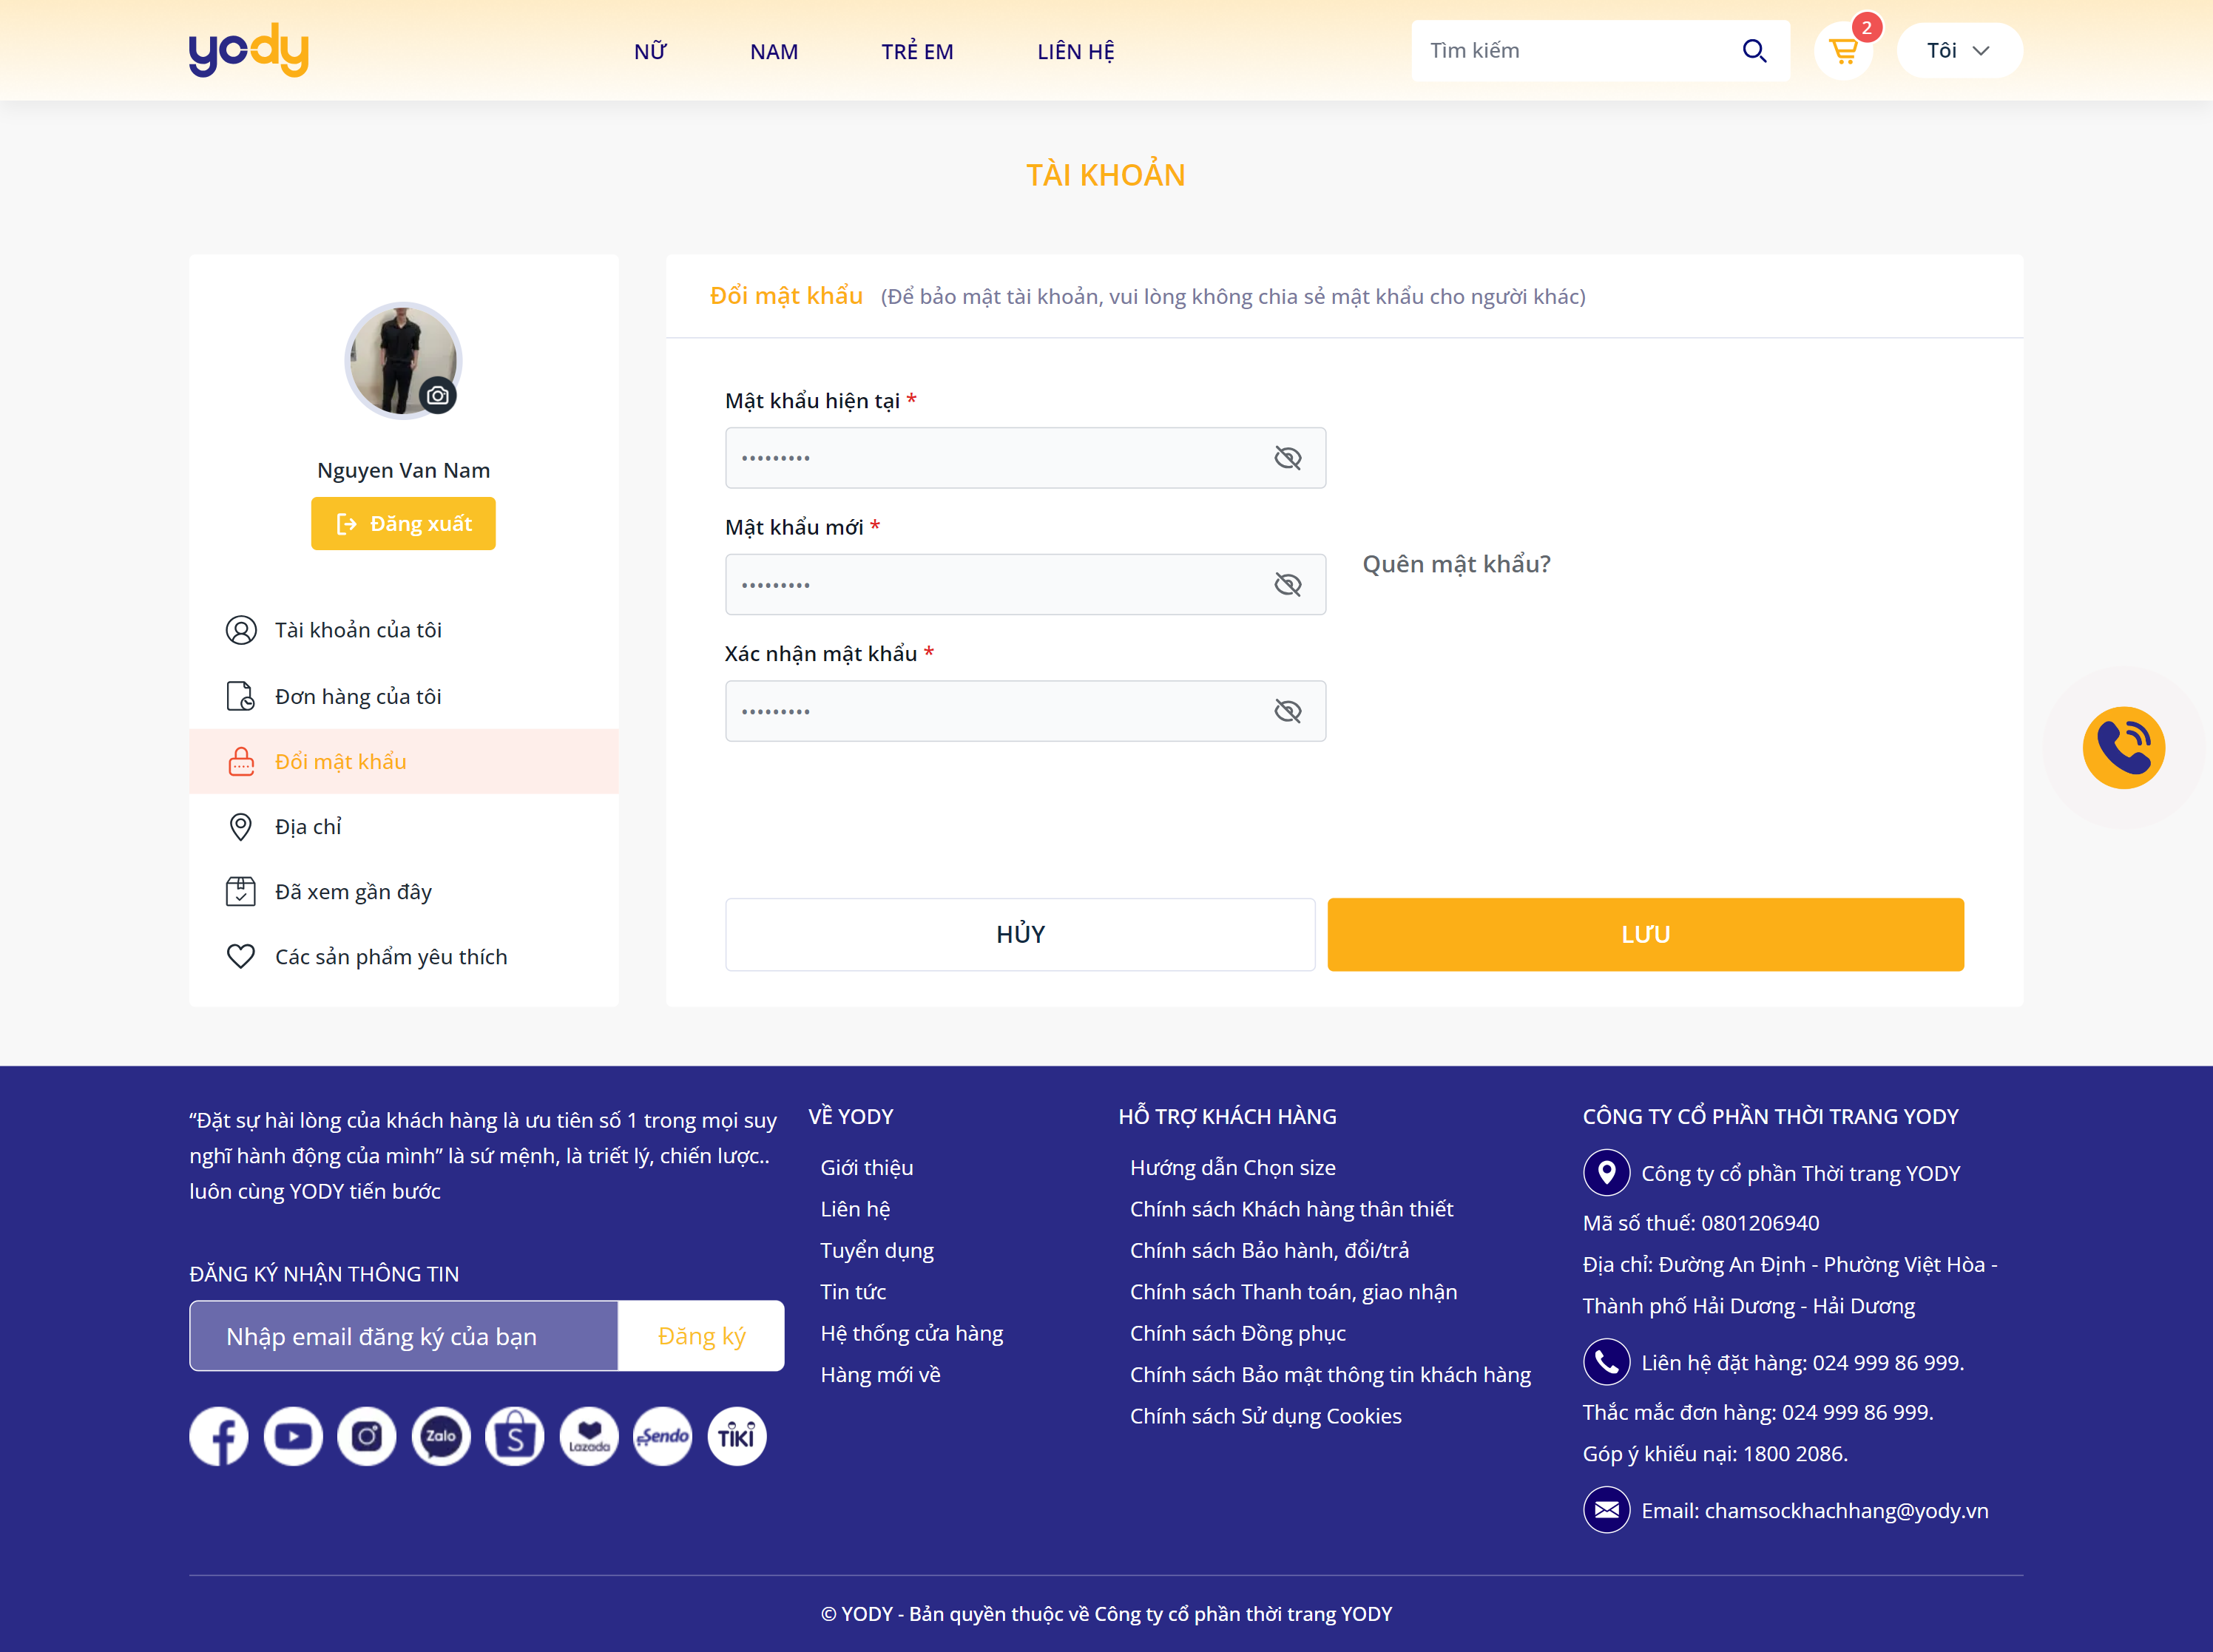 yody
NỮ
NAM
TRẺ EM
LIÊN HỆ
Tìm kiếm
2
Tôi
TÀI KHOẢN
Nguyen Van Nam
Đăng xuất
Tài khoản của tôi
Đơn hàng của tôi
Đổi mật khẩu
Địa chỉ
Đã xem gần đây
Các sản phẩm yêu thích
Đổi mật khẩu (Để bảo mật tài khoản, vui lòng không chia sẻ mật khẩu cho người khác)
Mật khẩu hiện tại *
•••••••••
Mật khẩu mới *
•••••••••
Quên mật khẩu?
Xác nhận mật khẩu *
•••••••••
HỦY
LƯU
“Đặt sự hài lòng của khách hàng là ưu tiên số 1 trong mọi suy
nghĩ hành động của mình” là sứ mệnh, là triết lý, chiến lược..
luôn cùng YODY tiến bước
ĐĂNG KÝ NHẬN THÔNG TIN
Nhập email đăng ký của bạn
Đăng ký
Zalo
S
Lazada
Sendo
TIKI
VỀ YODY
Giới thiệu
Liên hệ
Tuyển dụng
Tin tức
Hệ thống cửa hàng
Hàng mới về
HỖ TRỢ KHÁCH HÀNG
Hướng dẫn Chọn size
Chính sách Khách hàng thân thiết
Chính sách Bảo hành, đổi/trả
Chính sách Thanh toán, giao nhận
Chính sách Đồng phục
Chính sách Bảo mật thông tin khách hàng
Chính sách Sử dụng Cookies
CÔNG TY CỔ PHẦN THỜI TRANG YODY
Công ty cổ phần Thời trang YODY
Mã số thuế: 0801206940
Địa chỉ: Đường An Định - Phường Việt Hòa -
Thành phố Hải Dương - Hải Dương
Liên hệ đặt hàng: 024 999 86 999.
Thắc mắc đơn hàng: 024 999 86 999.
Góp ý khiếu nại: 1800 2086.
Email: chamsockhachhang@yody.vn
© YODY - Bản quyền thuộc về Công ty cổ phần thời trang YODY